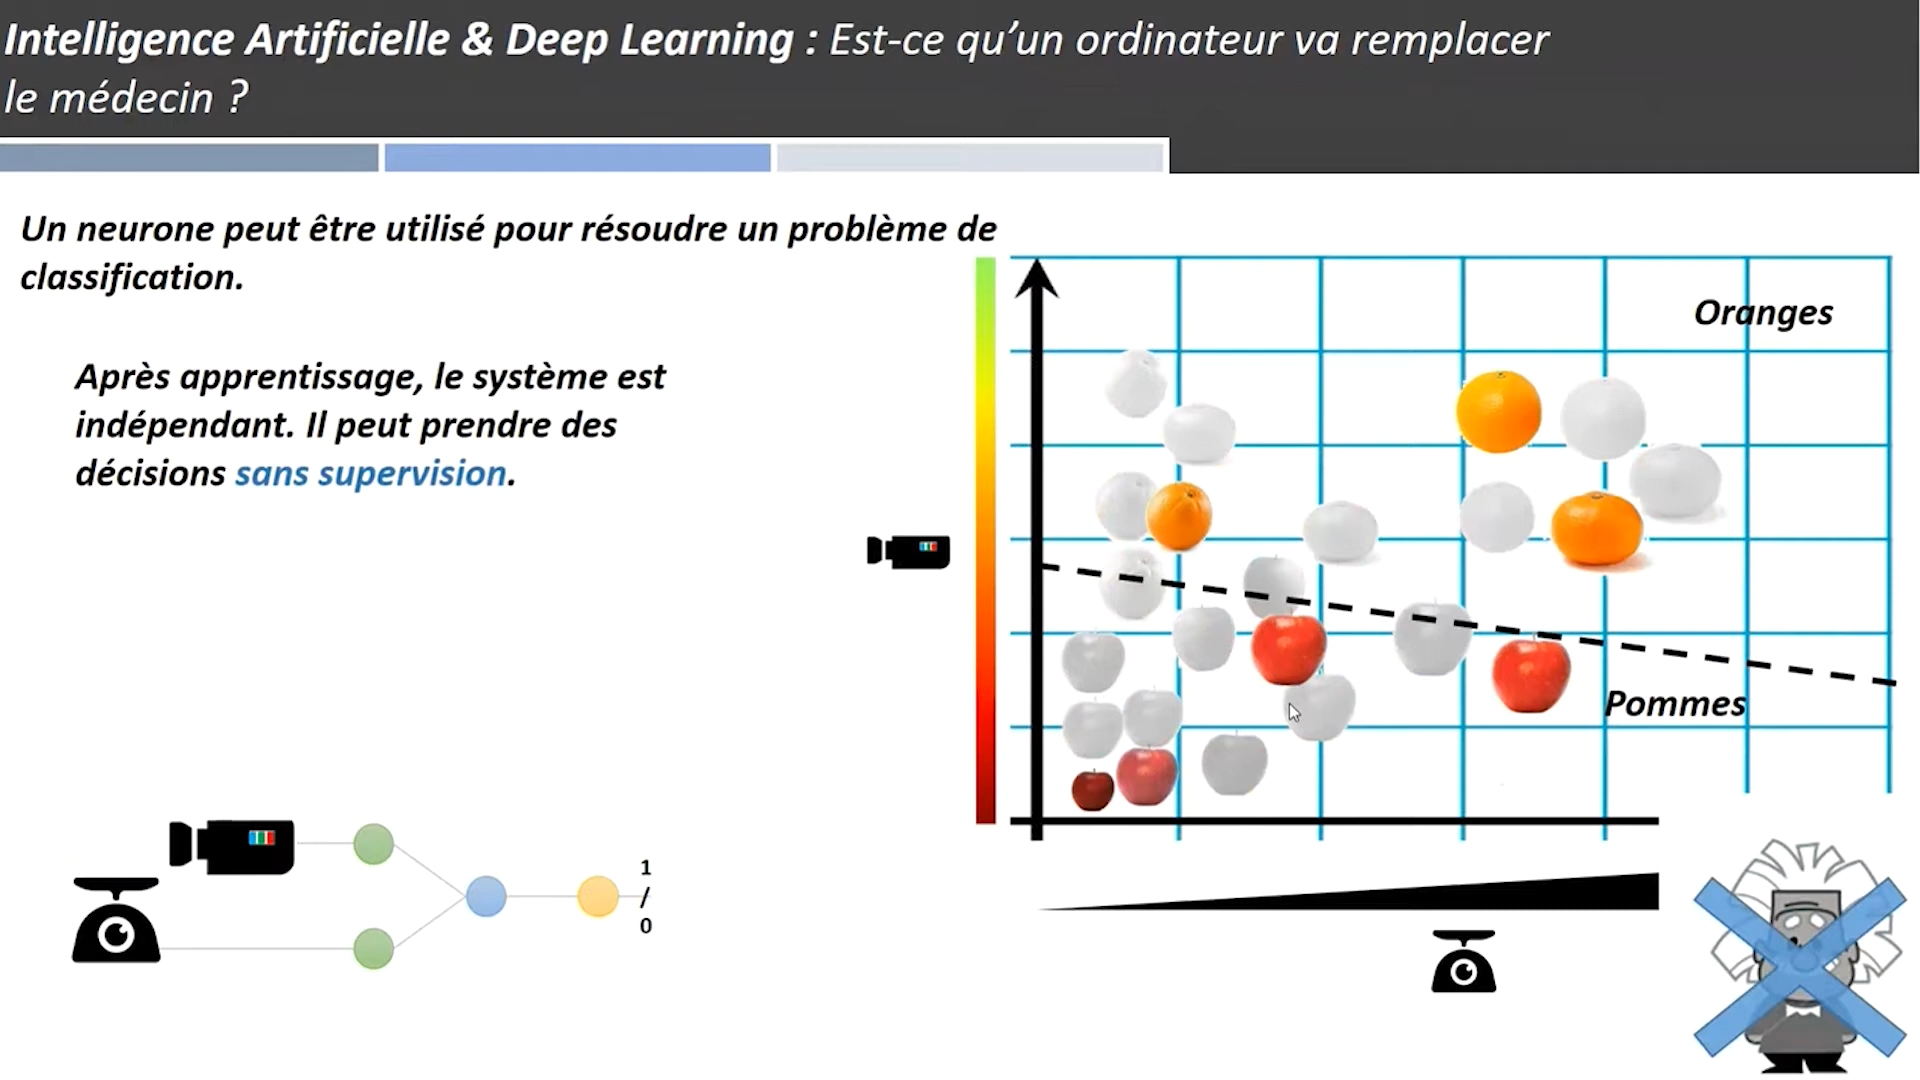 Intelligence Artificielle & Deep Learning : Est-ce qu’un ordinateur va remplacer
le médecin ?
Un neurone peut être utilisé pour résoudre un problème de
classification.
Après apprentissage, le système est
indépendant. Il peut prendre des
décisions sans supervision.
Oranges
Pommes
1
/
0